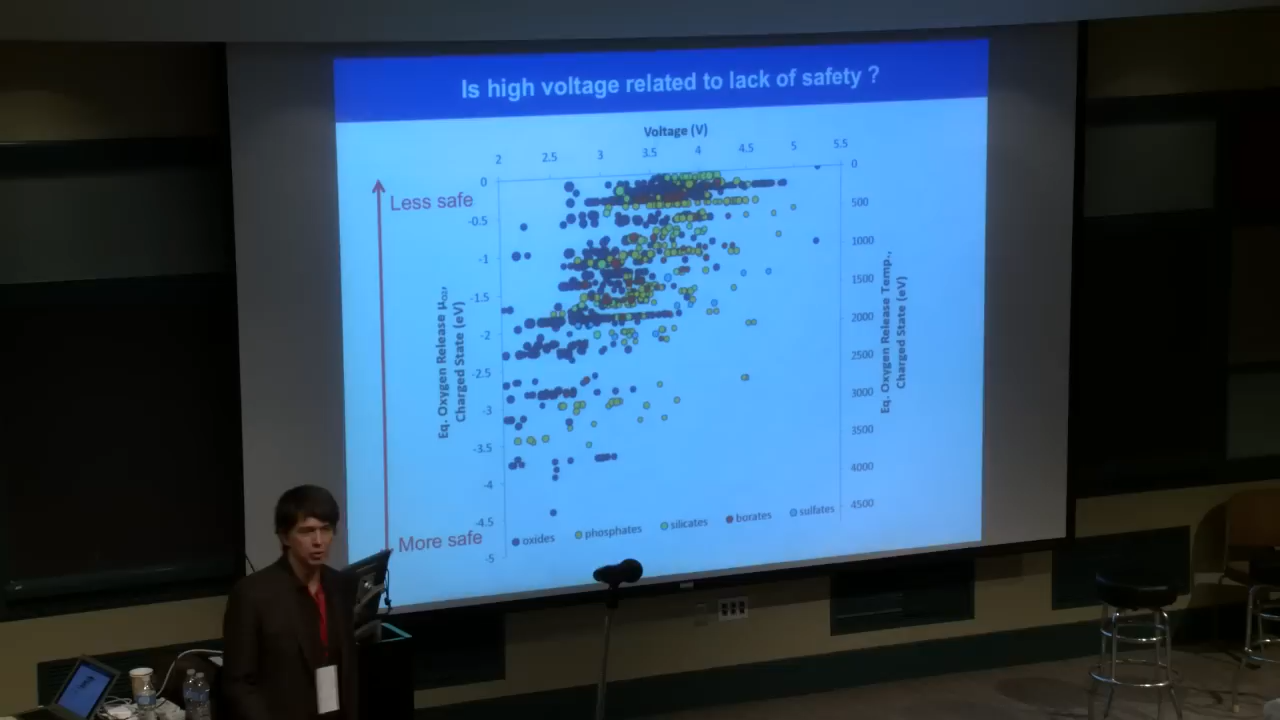 Is high voltage related to lack of safety ?
Voltage (V)
2 2.5 3 3.5 4 4.5 5 5.5
Less safe
More safe
0
-0.5
-1
-1.5
-2
-2.5
-3
-3.5
-4
-4.5
-5
Eq. Oxygen Release μO2,
Charged State (eV)
0
500
1000
1500
2000
2500
3000
3500
4000
4500
Eq. Oxygen Release Temp.,
Charged State (eV)
oxides phosphates silicates borates sulfates